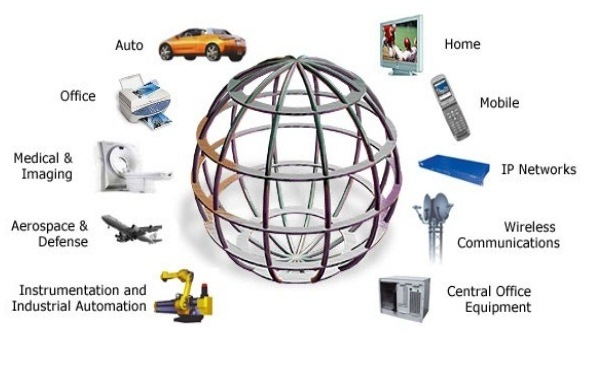 Auto
Home
Office
Mobile
Medical &
Imaging
IP Networks
Aerospace &
Defense
Wireless
Communications
Instrumentation and
Industrial Automation
Central Office
Equipment